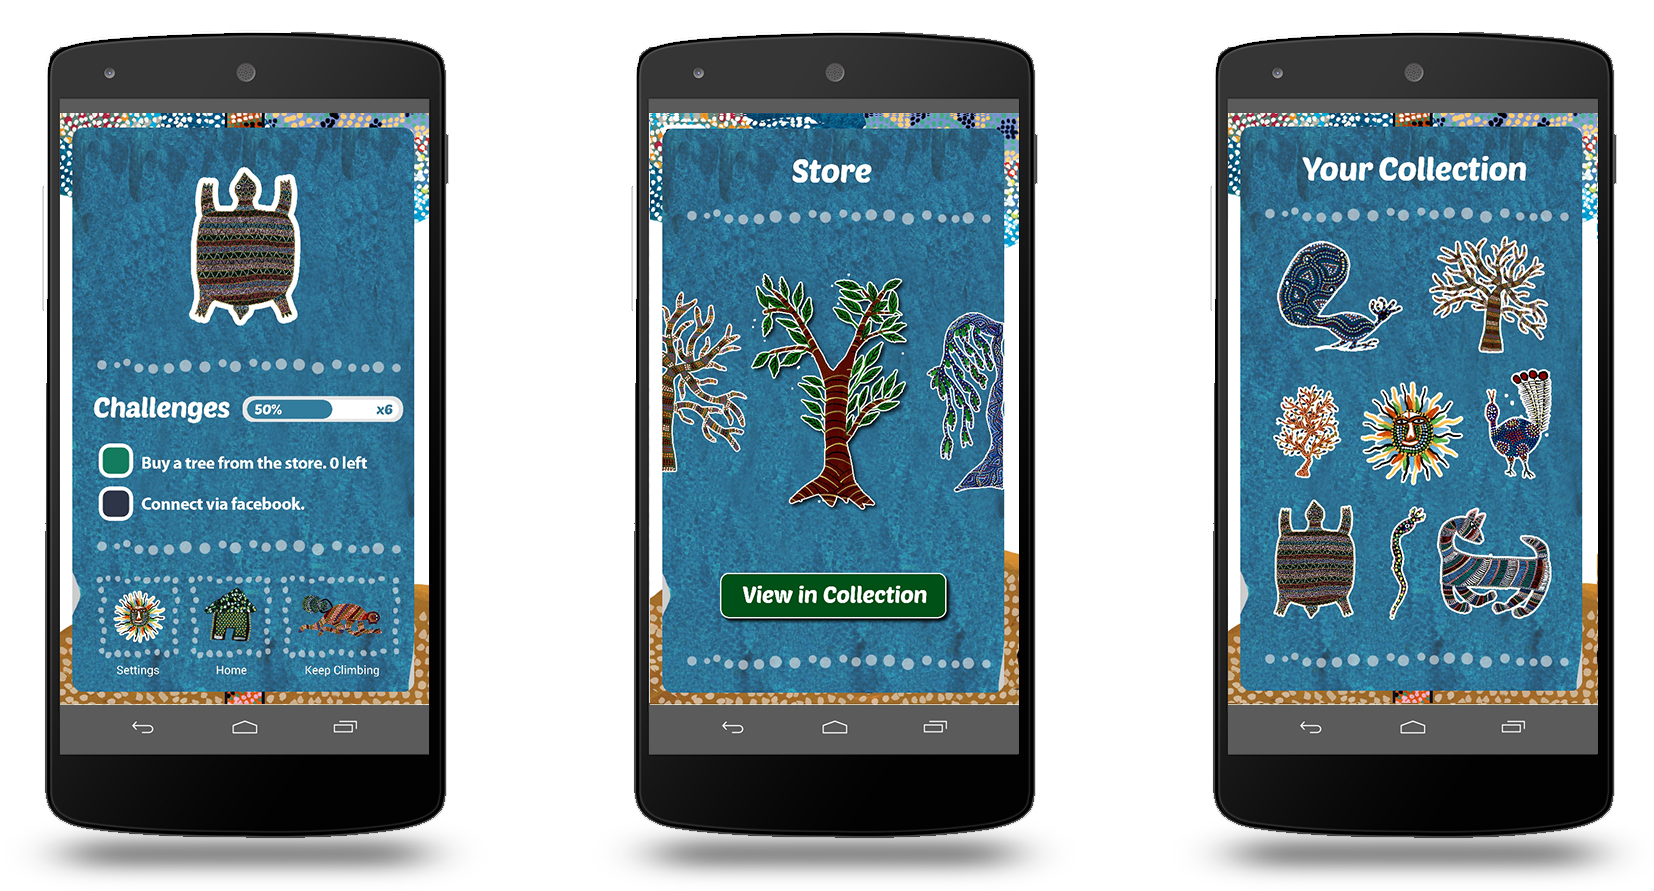 Challenges
50%
x6
Buy a tree from the store. 0 left
Connect via facebook.
Settings
Home
Keep Climbing
Store
View in Collection
Your Collection